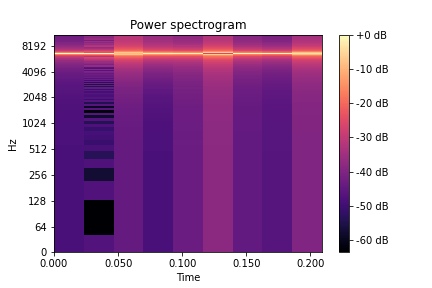 Power spectrogram
8192
4096
2048
1024
512
256
128
64
0
Hz
0.000
0.050
0.100
0.150
0.200
Time
+0 dB
-10 dB
-20 dB
-30 dB
-40 dB
-50 dB
-60 dB